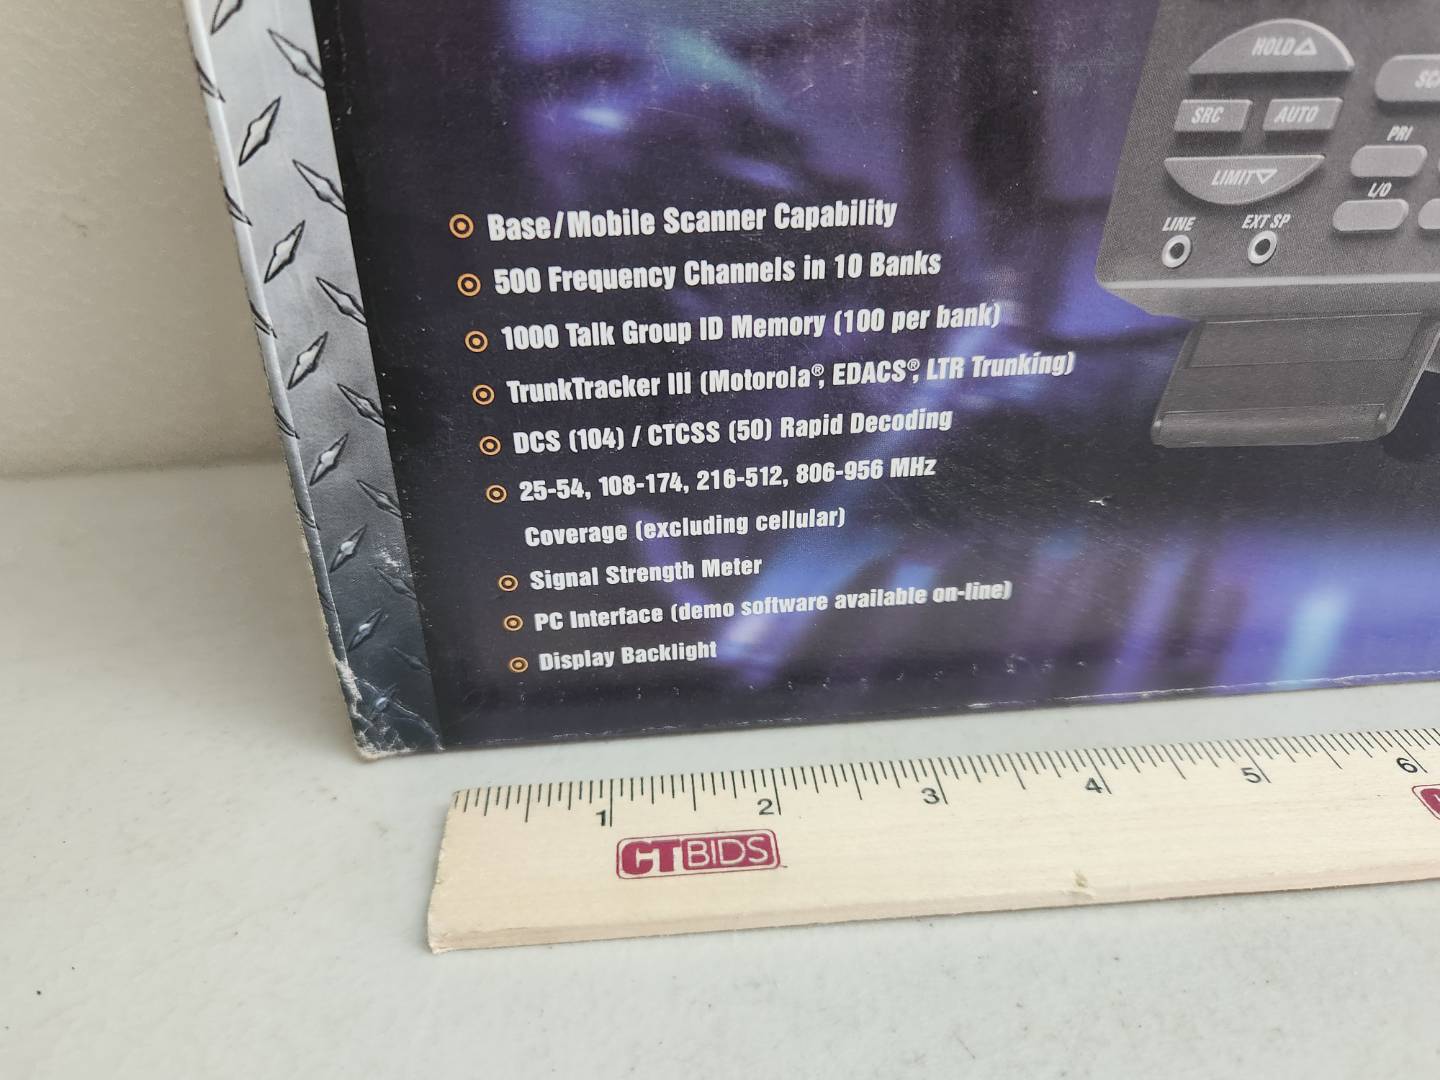 HOLD△
SRC
AUTO
PRI
LIMIT▽
L/O
LINE
EXT SP
Base/Mobile Scanner Capability
500 Frequency Channels in 10 Banks
1000 Talk Group ID Memory (100 per bank)
TrunkTracker III (Motorola®, EDACS®, LTR Trunking)
DCS (104) / CTCSS (50) Rapid Decoding
25-54, 108-174, 216-512, 806-956 MHz
Coverage (excluding cellular)
Signal Strength Meter
PC Interface (demo software available on-line)
Display Backlight
1 2 3 4 5 6
CTBIDS